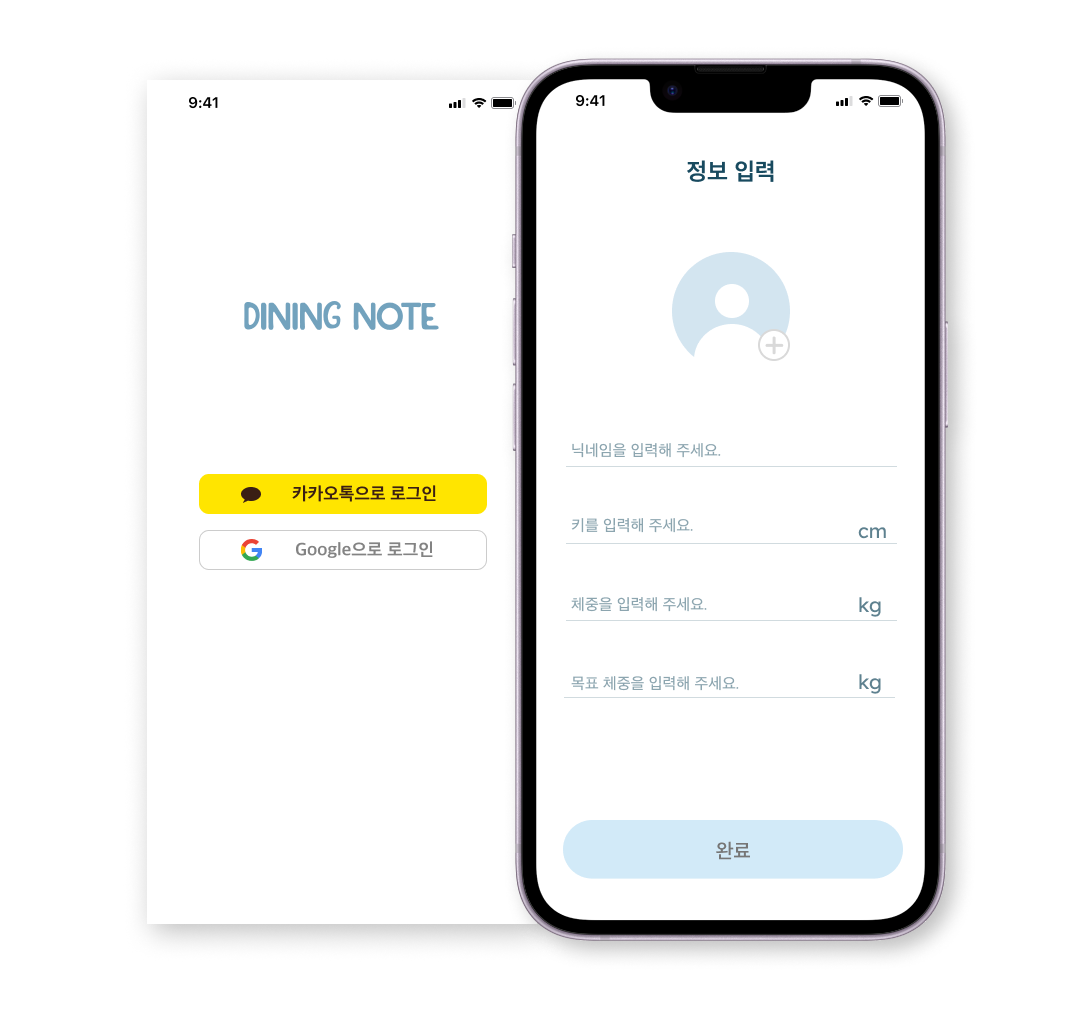 9:41
DINING NOTE
카카오톡으로 로그인
Google으로 로그인
9:41
정보 입력
닉네임을 입력해 주세요.
키를 입력해 주세요. cm
체중을 입력해 주세요. kg
목표 체중을 입력해 주세요. kg
완료